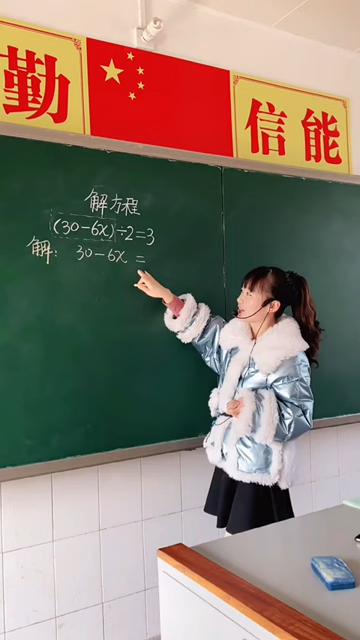 勤
信能
解方程
(30-6x)÷2=3
解: 30-6x =